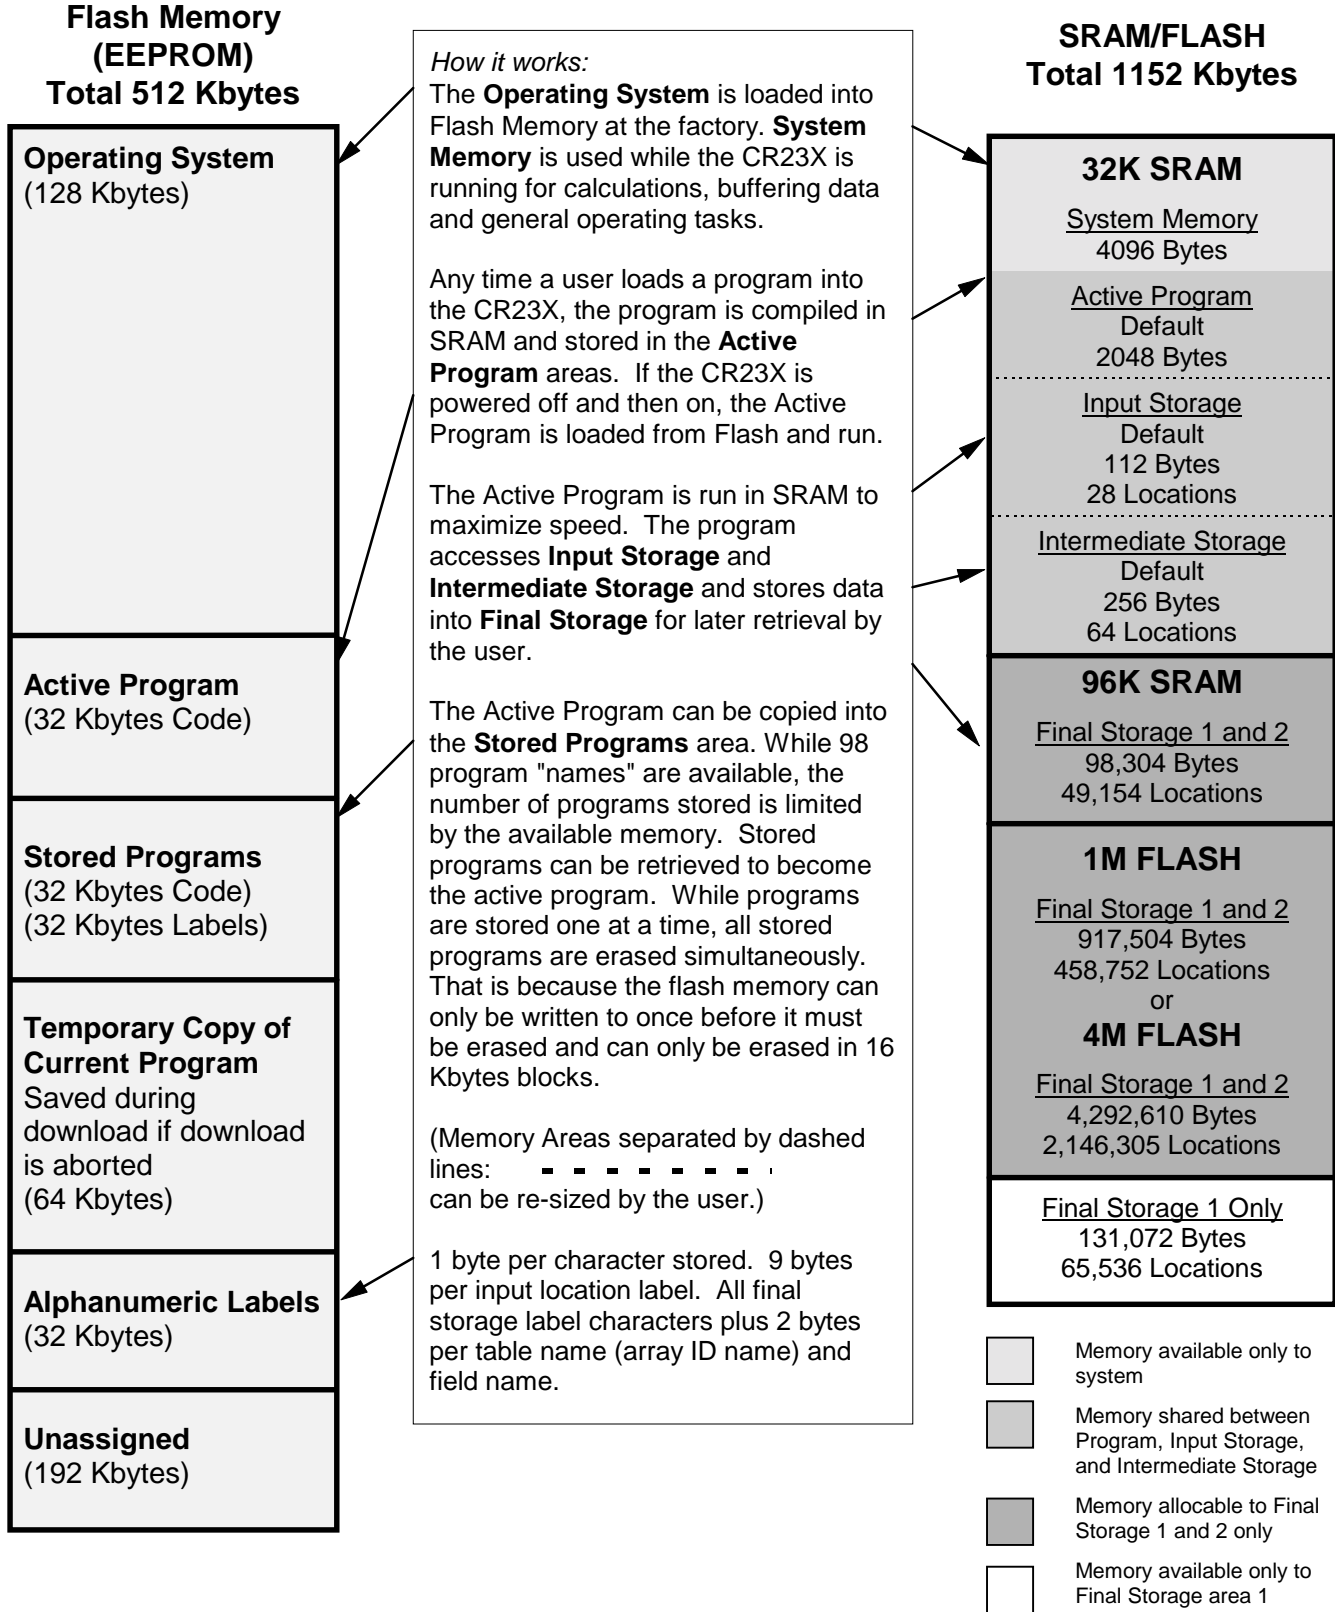 Flash Memory
(EEPROM)
Total 512 Kbytes
Operating System
(128 Kbytes)
Active Program
(32 Kbytes Code)
Stored Programs
(32 Kbytes Code)
(32 Kbytes Labels)
Temporary Copy of
Current Program
Saved during
download if download
is aborted
(64 Kbytes)
Alphanumeric Labels
(32 Kbytes)
Unassigned
(192 Kbytes)
How it works:
The Operating System is loaded into
Flash Memory at the factory. System
Memory is used while the CR23X is
running for calculations, buffering data
and general operating tasks.
Any time a user loads a program into
the CR23X, the program is compiled in
SRAM and stored in the Active
Program areas. If the CR23X is
powered off and then on, the Active
Program is loaded from Flash and run.
The Active Program is run in SRAM to
maximize speed. The program
accesses Input Storage and
Intermediate Storage and stores data
into Final Storage for later retrieval by
the user.
The Active Program can be copied into
the Stored Programs area. While 98
program "names" are available, the
number of programs stored is limited
by the available memory. Stored
programs can be retrieved to become
the active program. While programs
are stored one at a time, all stored
programs are erased simultaneously.
That is because the flash memory can
only be written to once before it must
be erased and can only be erased in 16
Kbytes blocks.
(Memory Areas separated by dashed
lines:
can be re-sized by the user.)
1 byte per character stored. 9 bytes
per input location label. All final
storage label characters plus 2 bytes
per table name (array ID name) and
field name.
SRAM/FLASH
Total 1152 Kbytes
32K SRAM
System Memory
4096 Bytes
Active Program
Default
2048 Bytes
Input Storage
Default
112 Bytes
28 Locations
Intermediate Storage
Default
256 Bytes
64 Locations
96K SRAM
Final Storage 1 and 2
98,304 Bytes
49,154 Locations
1M FLASH
Final Storage 1 and 2
917,504 Bytes
458,752 Locations
or
4M FLASH
Final Storage 1 and 2
4,292,610 Bytes
2,146,305 Locations
Final Storage 1 Only
131,072 Bytes
65,536 Locations
Memory available only to
system
Memory shared between
Program, Input Storage,
and Intermediate Storage
Memory allocable to Final
Storage 1 and 2 only
Memory available only to
Final Storage area 1